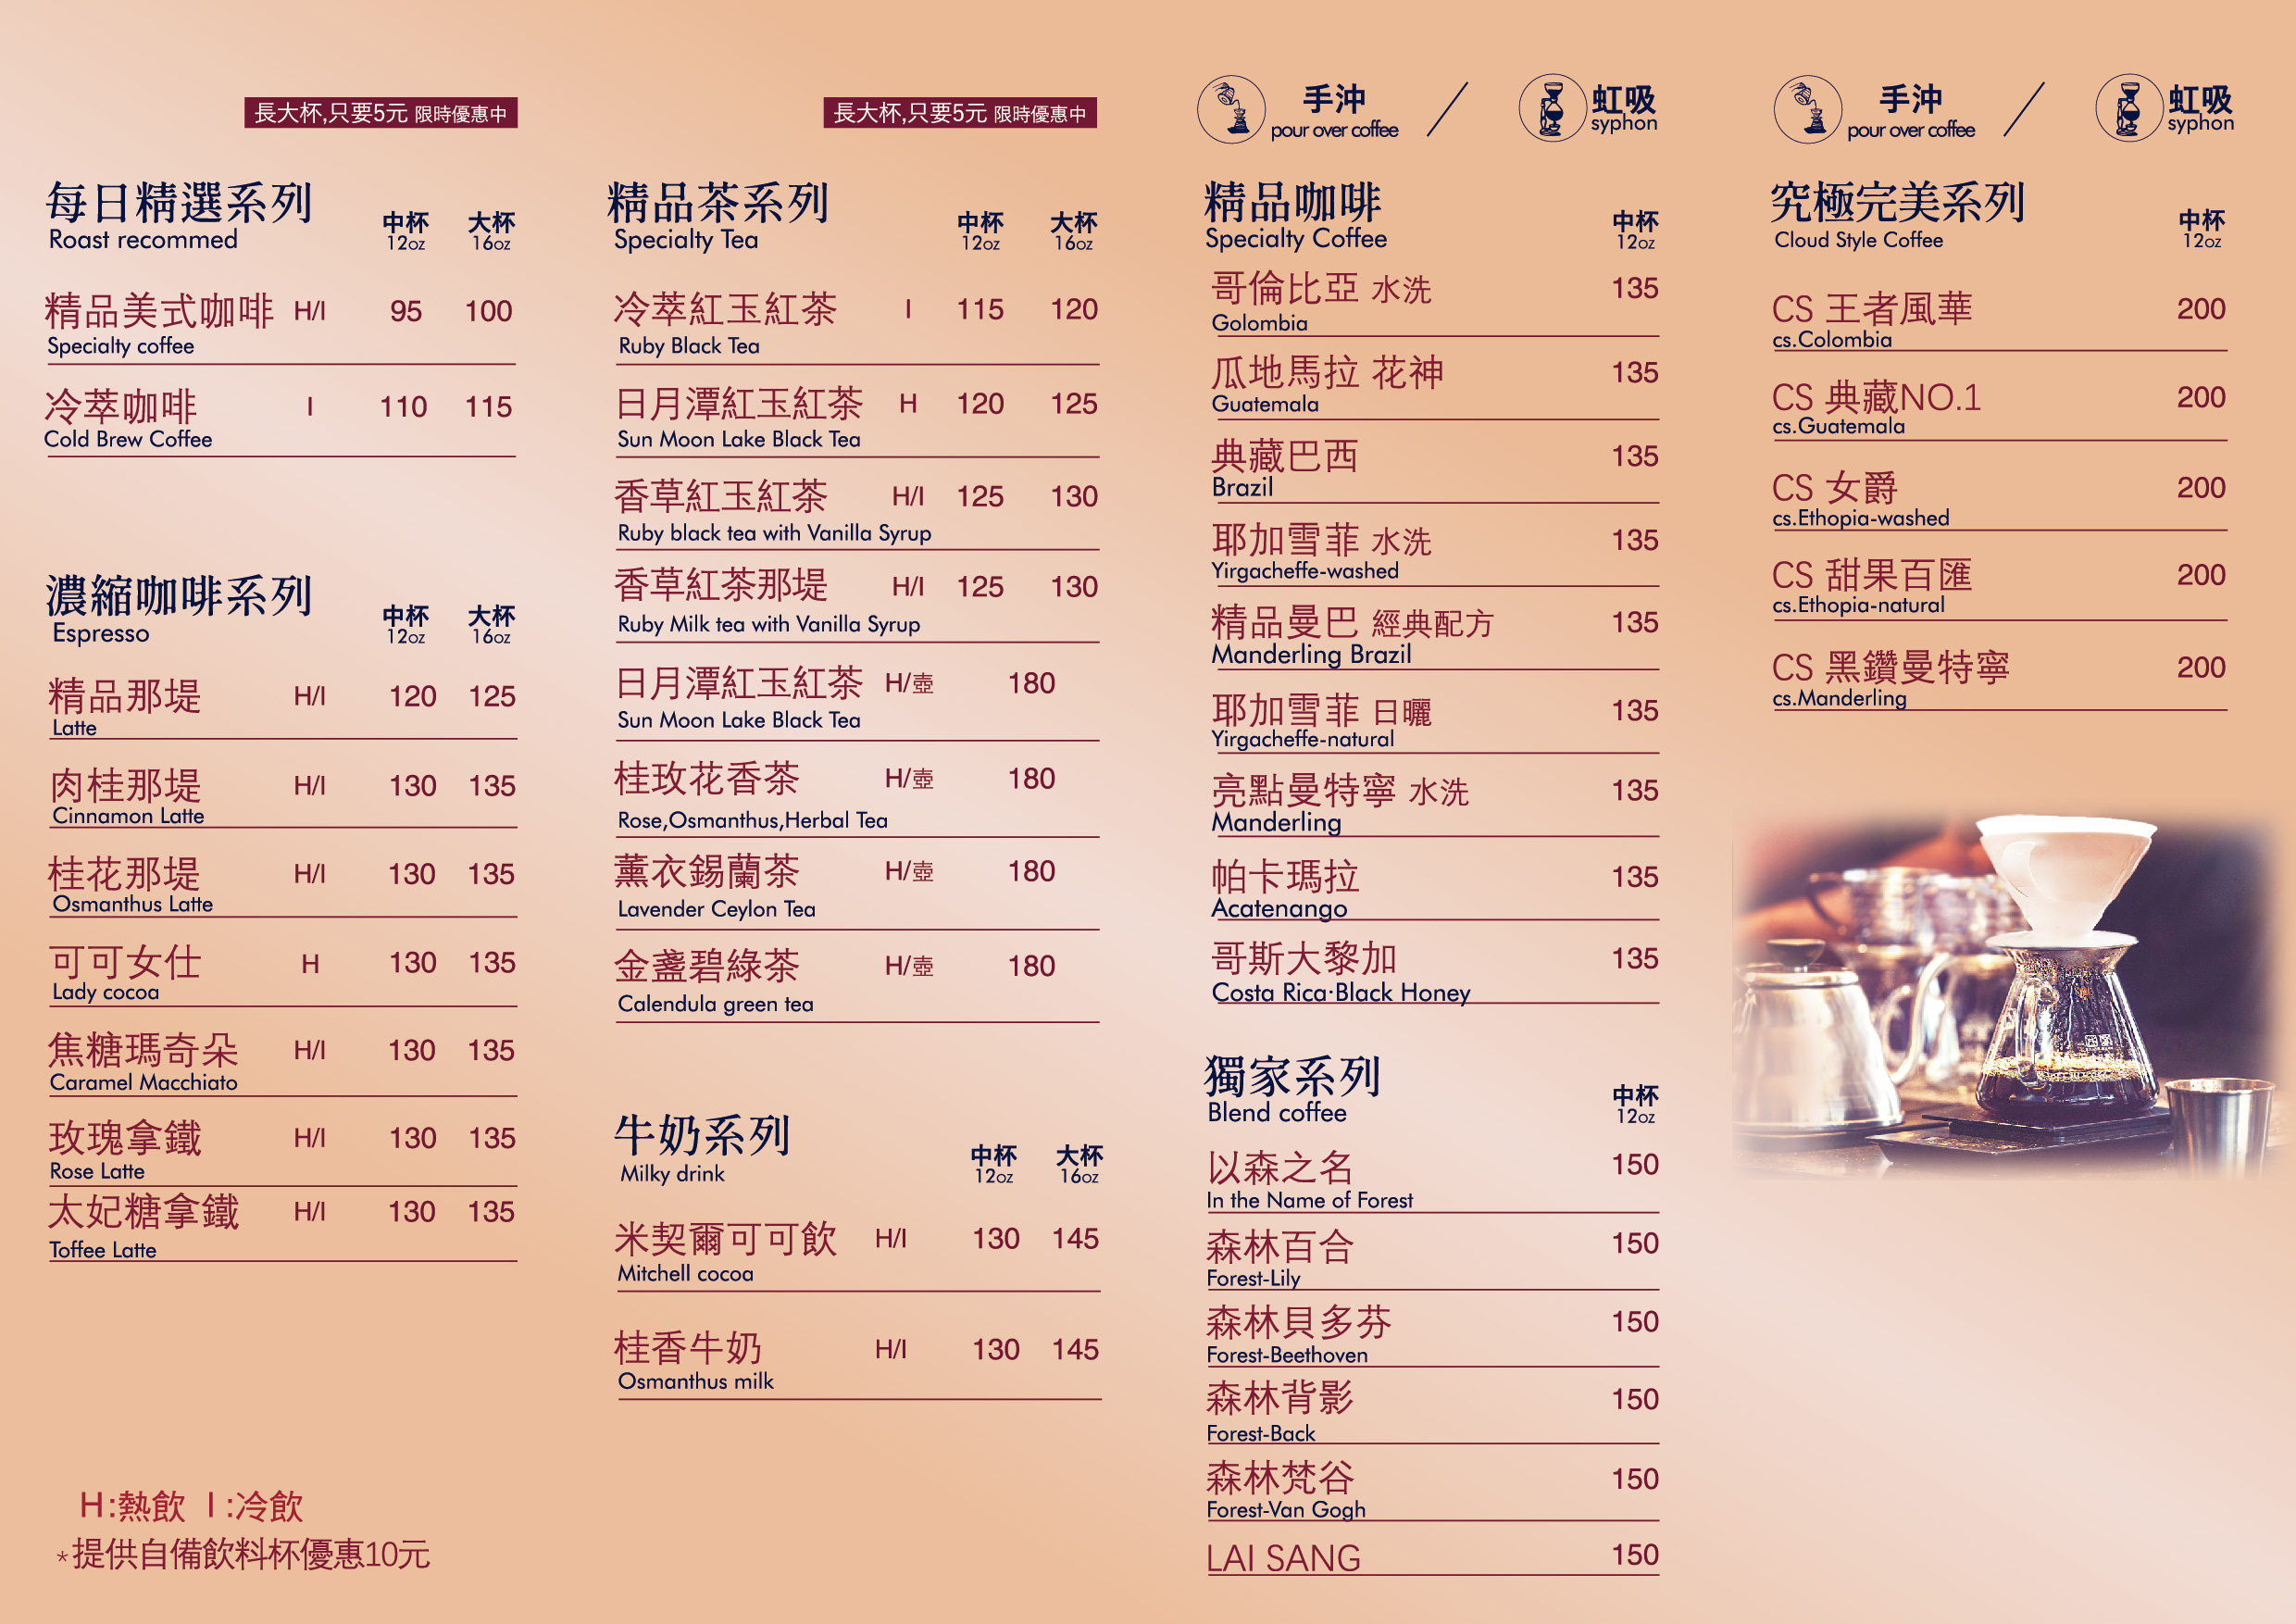 長大杯,只要5元 限時優惠中
每日精選系列 中杯 大杯
Roast recommed 12oz 16oz
精品美式咖啡 H/I 95 100
Specialty coffee
冷萃咖啡 I 110 115
Cold Brew Coffee
濃縮咖啡系列 中杯 大杯
Espresso 12oz 16oz
精品那堤 H/I 120 125
Latte
肉桂那堤 H/I 130 135
Cinnamon Latte
桂花那堤 H/I 130 135
Osmanthus Latte
可可女仕 H 130 135
Lady cocoa
焦糖瑪奇朵 H/I 130 135
Caramel Macchiato
玫瑰拿鐵 H/I 130 135
Rose Latte
太妃糖拿鐵 H/I 130 135
Toffee Latte
H:熱飲 I:冷飲
*提供自備飲料杯優惠10元
長大杯,只要5元 限時優惠中
精品茶系列 中杯 大杯
Specialty Tea 12oz 16oz
冷萃紅玉紅茶 I 115 120
Ruby Black Tea
日月潭紅玉紅茶 H 120 125
Sun Moon Lake Black Tea
香草紅玉紅茶 H/I 125 130
Ruby black tea with Vanilla Syrup
香草紅茶那堤 H/I 125 130
Ruby Milk tea with Vanilla Syrup
日月潭紅玉紅茶 H/壺 180
Sun Moon Lake Black Tea
桂玫花香茶 H/壺 180
Rose,Osmanthus,Herbal Tea
薰衣錫蘭茶 H/壺 180
Lavender Ceylon Tea
金盞碧綠茶 H/壺 180
Calendula green tea
牛奶系列 中杯 大杯
Milky drink 12oz 16oz
米契爾可可飲 H/I 130 145
Mitchell cocoa
桂香牛奶 H/I 130 145
Osmanthus milk
手沖 / 虹吸
pour over coffee syphon
精品咖啡 中杯
Specialty Coffee 12oz
哥倫比亞 水洗 135
Golombia
瓜地馬拉 花神 135
Guatemala
典藏巴西 135
Brazil
耶加雪菲 水洗 135
Yirgacheffe-washed
精品曼巴 經典配方 135
Manderling Brazil
耶加雪菲 日曬 135
Yirgacheffe-natural
亮點曼特寧 水洗 135
Manderling
帕卡瑪拉 135
Acatenango
哥斯大黎加 135
Costa Rica·Black Honey
獨家系列 中杯
Blend coffee 12oz
以森之名 150
In the Name of Forest
森林百合 150
Forest-Lily
森林貝多芬 150
Forest-Beethoven
森林背影 150
Forest-Back
森林梵谷 150
Forest-Van Gogh
LAI SANG 150
手沖 / 虹吸
pour over coffee syphon
究極完美系列 中杯
Cloud Style Coffee 12oz
CS 王者風華 200
cs.Colombia
CS 典藏NO.1 200
cs.Guatemala
CS 女爵 200
cs.Ethopia-washed
CS 甜果百匯 200
cs.Ethopia-natural
CS 黑鑽曼特寧 200
cs.Manderling